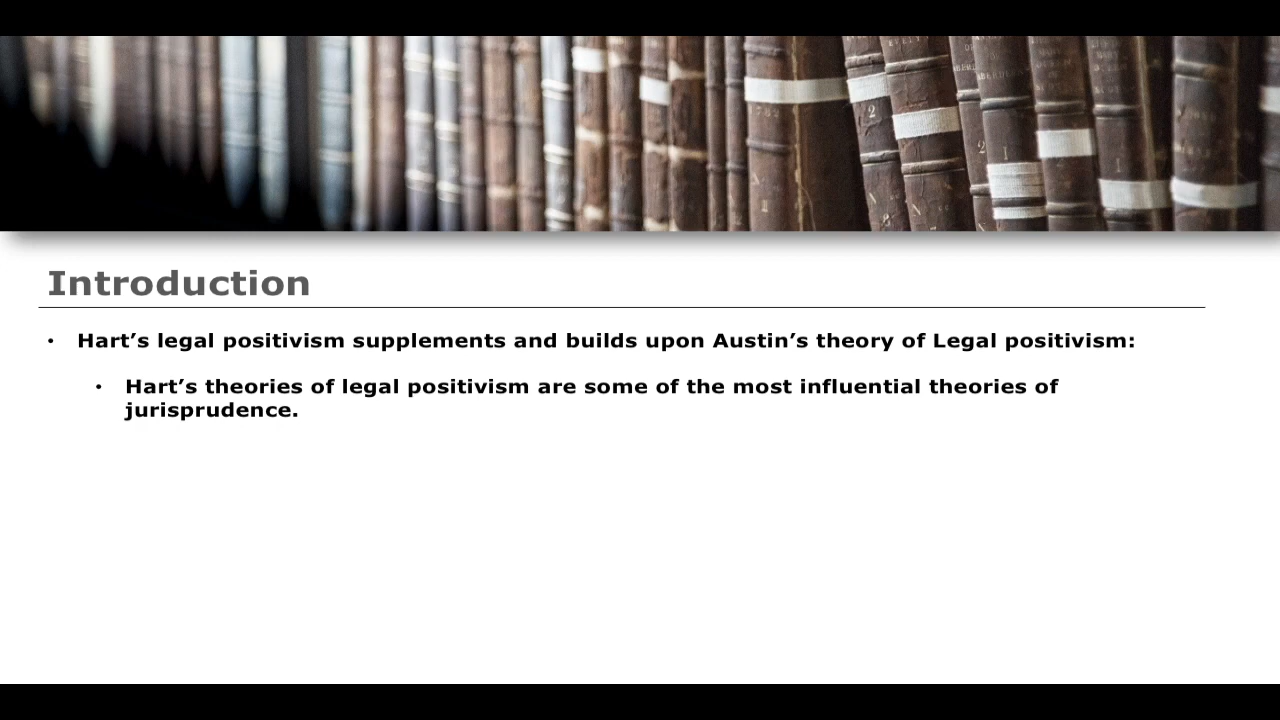 Introduction
• Hart’s legal positivism supplements and builds upon Austin’s theory of Legal positivism:
• Hart’s theories of legal positivism are some of the most influential theories of
jurisprudence.